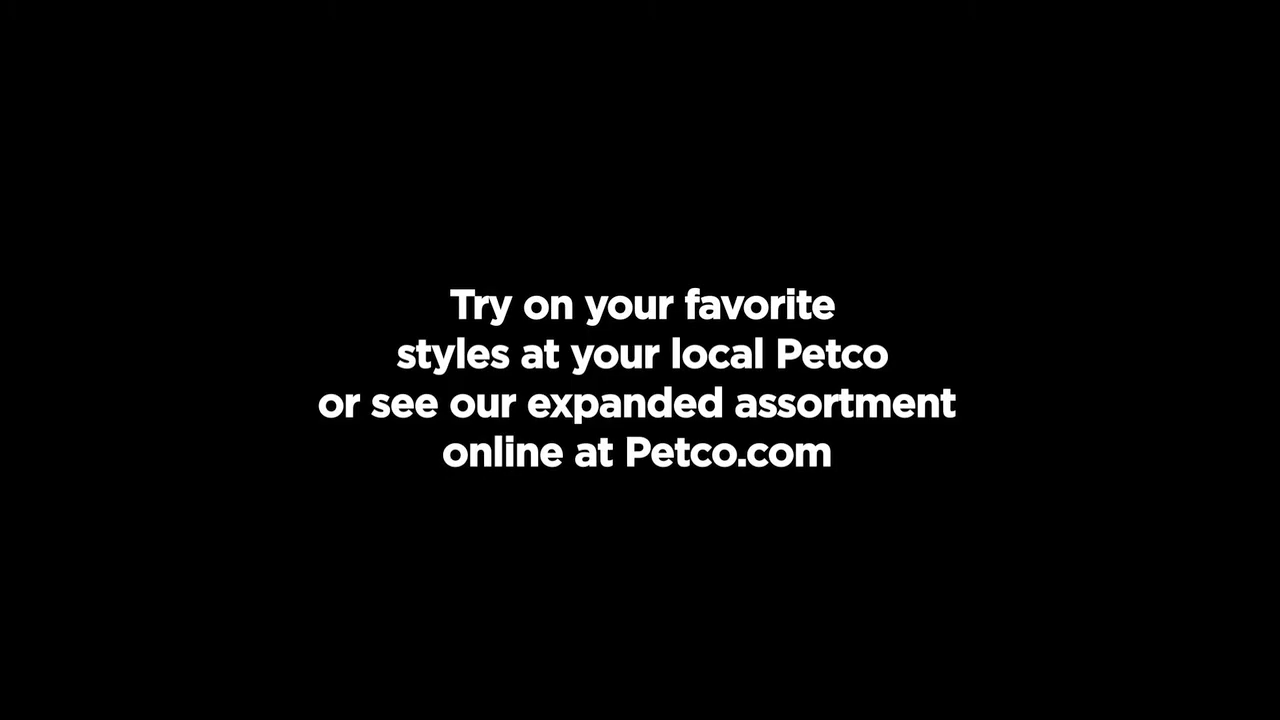 Try on your favorite
styles at your local Petco
or see our expanded assortment
online at Petco.com